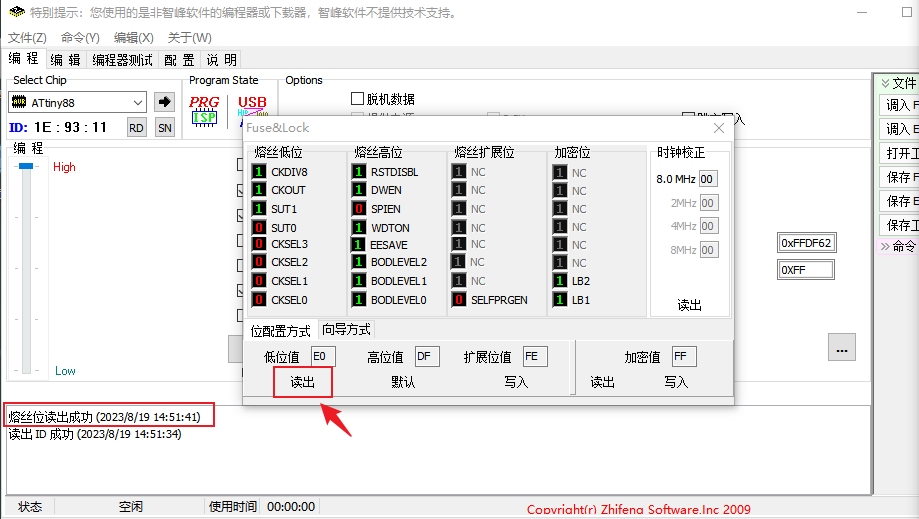 特别提示：您使用的是非智峰软件的编程器或下载器，智峰软件不提供技术支持。
文件(Z) 命令(Y) 编辑(X) 关于(W)
编 程 编 辑 编程器测试 配 置 说 明
Select Chip Program State Options
ATtiny88 PRG ISP USB 脱机数据
ID: 1E : 93 : 11 RD SN
编 程
High
Low
Fuse&Lock
熔丝低位 熔丝高位 熔丝扩展位 加密位 时钟校正
1 CKDIV8 1 RSTDISBL 1 NC 1 NC 8.0 MHz 00
1 CKOUT 1 DWEN 1 NC 1 NC
1 SUT1 0 SPIEN 1 NC 1 NC 2MHz 00
0 SUT0 1 WDTON 1 NC 1 NC 4MHz 00
0 CKSEL3 1 EESAVE 1 NC 1 NC 8MHz 00
0 CKSEL2 1 BODLEVEL2 1 NC 1 NC
0 CKSEL1 1 BODLEVEL1 1 NC 1 LB2
0 CKSEL0 1 BODLEVEL0 0 SELFPRGEN 1 LB1 读出
位配置方式 向导方式
低位值 E0 高位值 DF 扩展位值 FE 加密值 FF
读出 默认 写入 读出 写入
0xFFDF62
0XFF
...
文件
调入 F
调入 E
打开工
保存 F
保存 E
保存工
命令
熔丝位读出成功 (2023/8/19 14:51:41)
读出 ID 成功 (2023/8/19 14:51:34)
状态 空闲 使用时间 00:00:00 Copyright(r) Zhifeng Software.Inc 2009